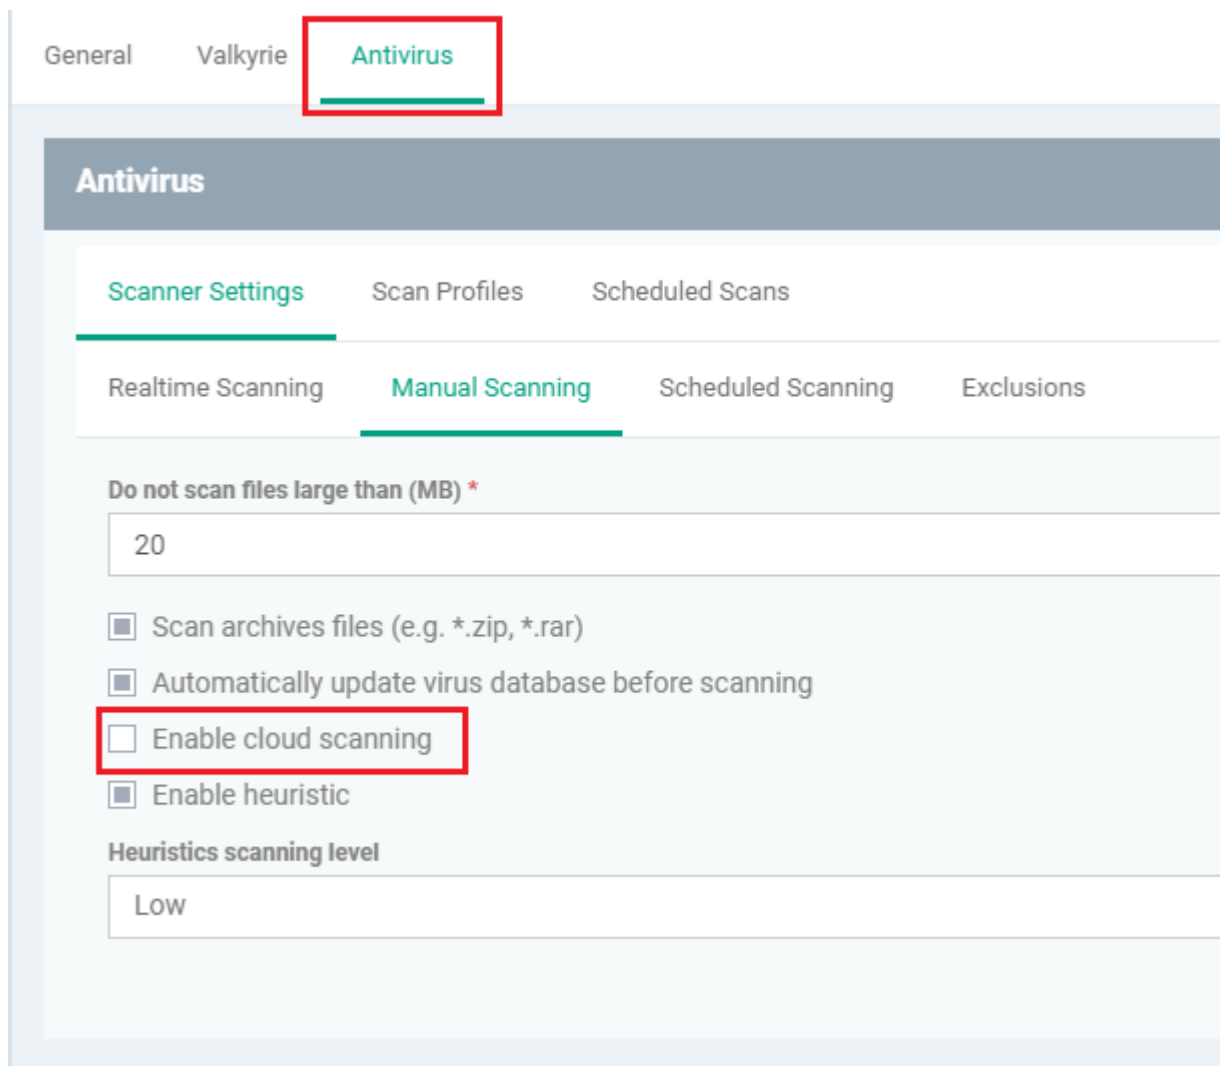 General Valkyrie Antivirus
Antivirus
Scanner Settings Scan Profiles Scheduled Scans
Realtime Scanning Manual Scanning Scheduled Scanning Exclusions
Do not scan files large than (MB) *
20
Scan archives files (e.g. *.zip, *.rar)
Automatically update virus database before scanning
Enable cloud scanning
Enable heuristic
Heuristics scanning level
Low